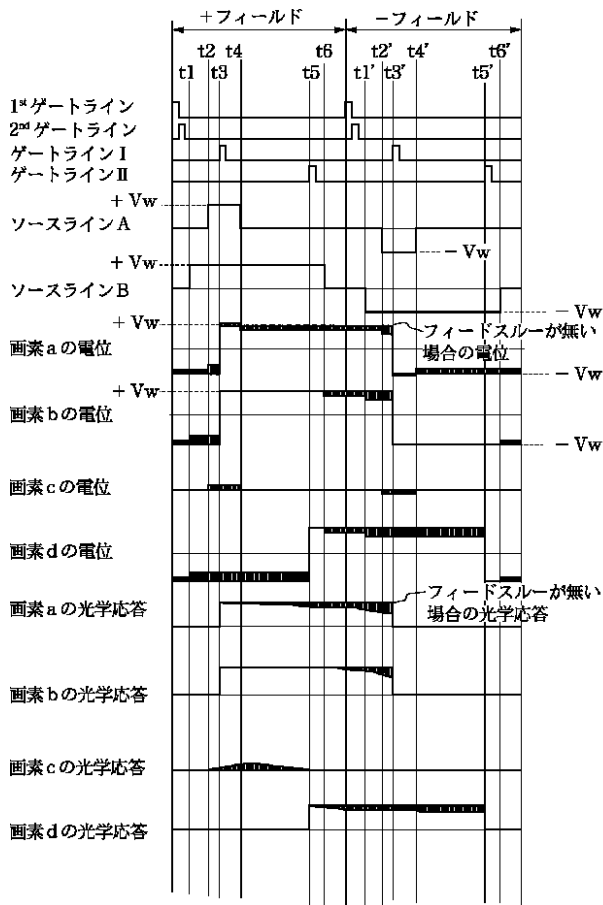 +フィールド
−フィールド
t2 t4
t6
t2' t4'
t6'
t1 t3
t5
t1' t3'
t5'
1stゲートライン
2ndゲートライン
ゲートラインI
ゲートラインII
+Vw
ソースラインA
−Vw
+Vw
ソースラインB
−Vw
+Vw
フィードスルーが無い
場合の電位
画素aの電位
−Vw
+Vw
画素bの電位
−Vw
画素cの電位
画素dの電位
フィードスルーが無い
場合の光学応答
画素aの光学応答
画素bの光学応答
画素cの光学応答
画素dの光学応答